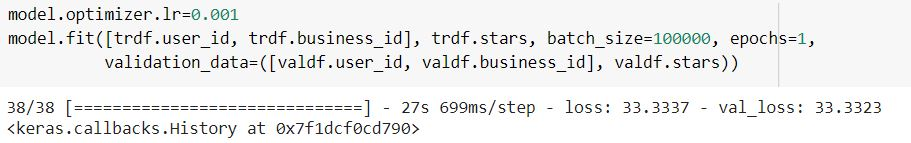 model.optimizer.lr=0.001
model.fit([trdf.user_id, trdf.business_id], trdf.stars, batch_size=100000, epochs=1,
validation_data=([valdf.user_id, valdf.business_id], valdf.stars))
38/38 [==============================] - 27s 699ms/step - loss: 33.3337 - val_loss: 33.3323
<keras.callbacks.History at 0x7f1dcf0cd790>